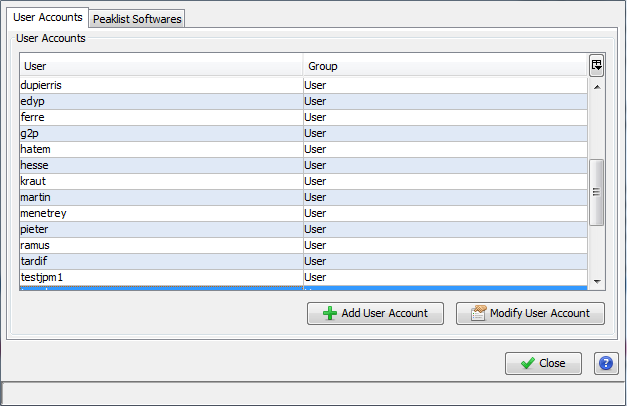 User Accounts Peaklist Softwares
User Accounts
User Group
dupierris User
edyp User
ferre User
g2p User
hatem User
hesse User
kraut User
martin User
menetrey User
pieter User
ramus User
tardif User
testjpm1 User
Add User Account Modify User Account
Close ?